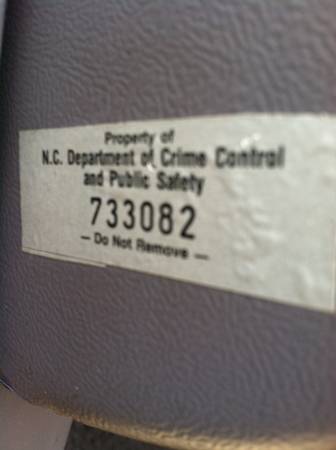 Property of
N.C. Department of Crime Control
and Public Safety
733082
— Do Not Remove —